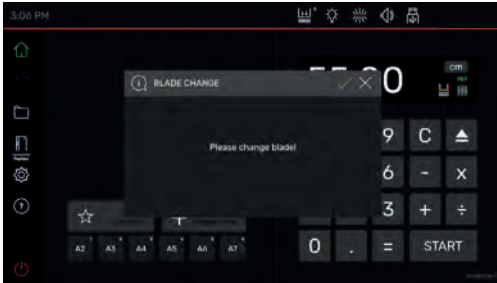 3:06 PM
cm
REF
BLADE CHANGE
Please change blade!
9 C
6 - x
3 + ÷
A2 A3 A4 A5 A6 A7
0 . = START